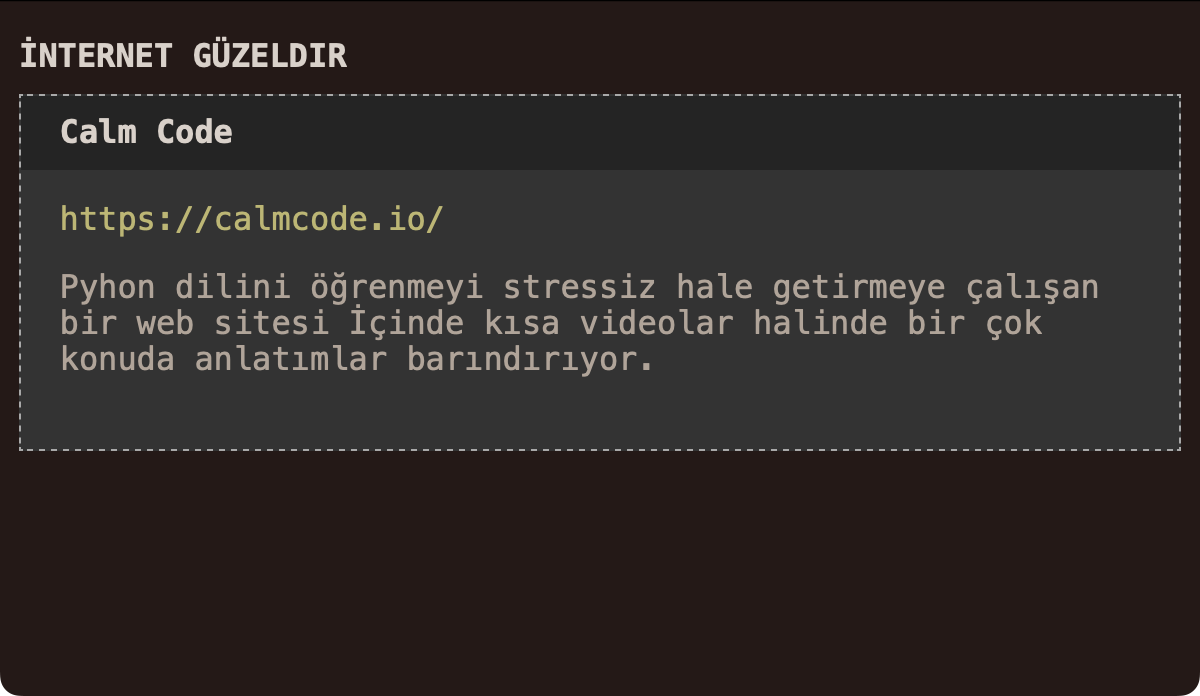 İNTERNET GÜZELDIR
Calm Code
https://calmcode.io/
Pyhon dilini öğrenmeyi stressiz hale getirmeye çalışan
bir web sitesi İçinde kısa videolar halinde bir çok
konuda anlatımlar barındırıyor.